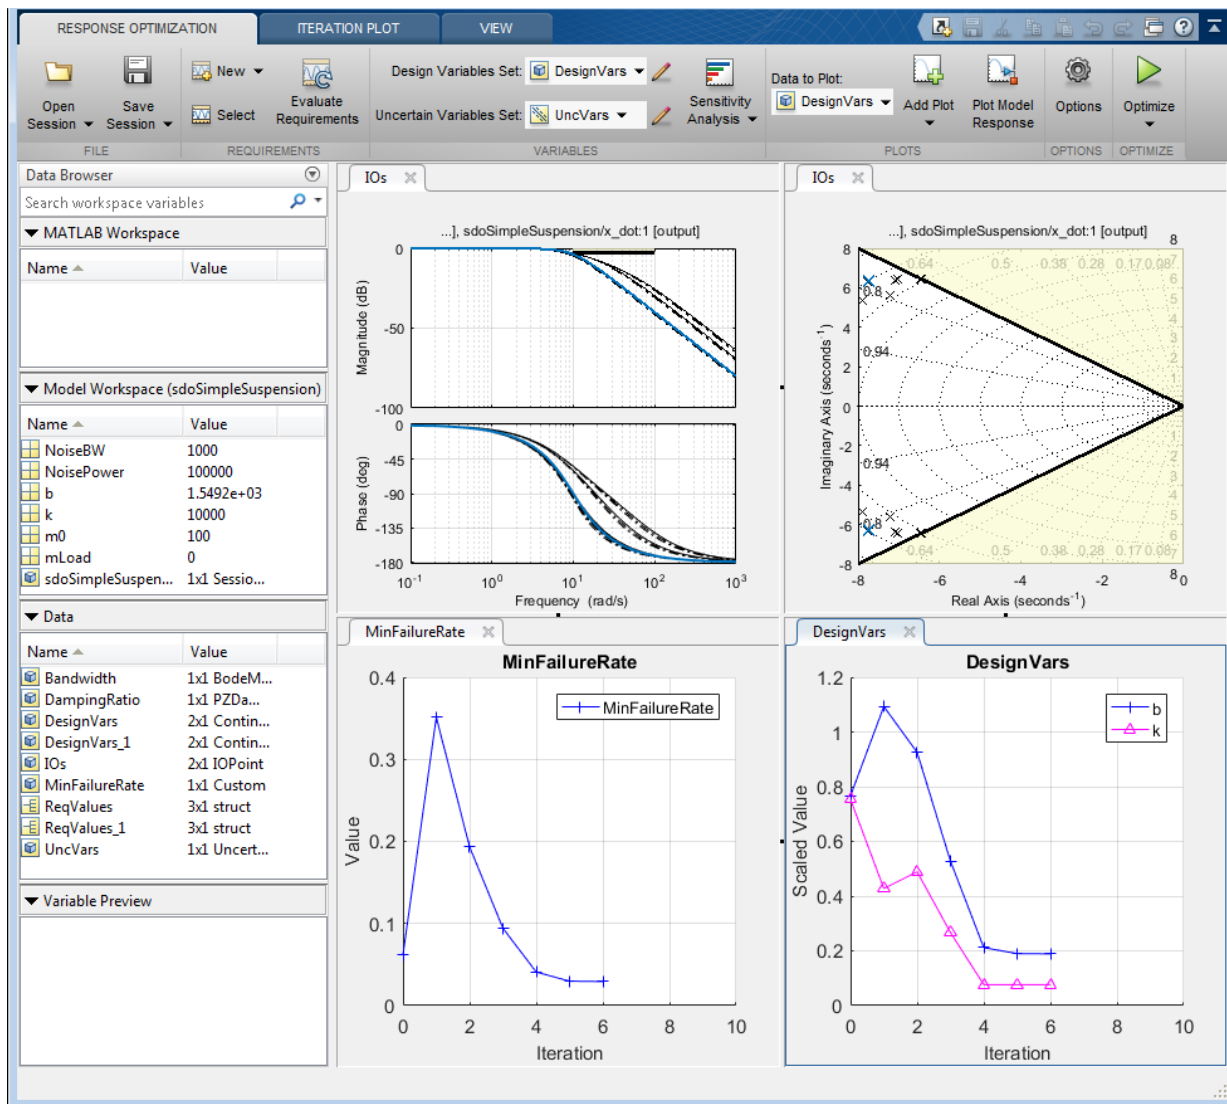 RESPONSE OPTIMIZATION
ITERATION PLOT
VIEW
Open Session
Save Session
New
Select
Evaluate Requirements
Design Variables Set:
DesignVars
Uncertain Variables Set:
UncVars
Sensitivity Analysis
Data to Plot:
DesignVars
Add Plot
Plot Model Response
Options
Optimize
FILE
REQUIREMENTS
VARIABLES
PLOTS
OPTIONS
OPTIMIZE
Data Browser
Search workspace variables
MATLAB Workspace
Name Value
Model Workspace (sdoSimpleSuspension)
Name Value
NoiseBW 1000
NoisePower 100000
b 1.5492e+03
k 10000
m0 100
mLoad 0
sdoSimpleSuspen... 1x1 Sessio...
Data
Name Value
Bandwidth 1x1 BodeM...
DampingRatio 1x1 PZDa...
DesignVars 2x1 Contin...
DesignVars_1 2x1 Contin...
IOs 2x1 IOPoint
MinFailureRate 1x1 Custom
ReqValues 3x1 struct
ReqValues_1 3x1 struct
UncVars 1x1 Uncert...
Variable Preview
IOs
...], sdoSimpleSuspension/x_dot:1 [output]
Magnitude (dB)
0
-50
-100
Phase (deg)
0
-45
-90
-135
-180
10-1 100 101 102 103
Frequency (rad/s)
IOs
...], sdoSimpleSuspension/x_dot:1 [output]
Imaginary Axis (seconds-1)
8
6
4
2
0
-2
-4
-6
-8
8
0.64 0.5 0.38 0.28 0.17 0.08 7
0.8
0.94
0.94
0.8
0.64 0.5 0.38 0.28 0.17 0.08
8
-8 -6 -4 -2 0
Real Axis (seconds-1)
MinFailureRate
MinFailureRate
MinFailureRate
Value
0.4
0.3
0.2
0.1
0
0 2 4 6 8 10
Iteration
DesignVars
DesignVars
b
k
Scaled Value
1.2
1
0.8
0.6
0.4
0.2
0
0 2 4 6 8 10
Iteration